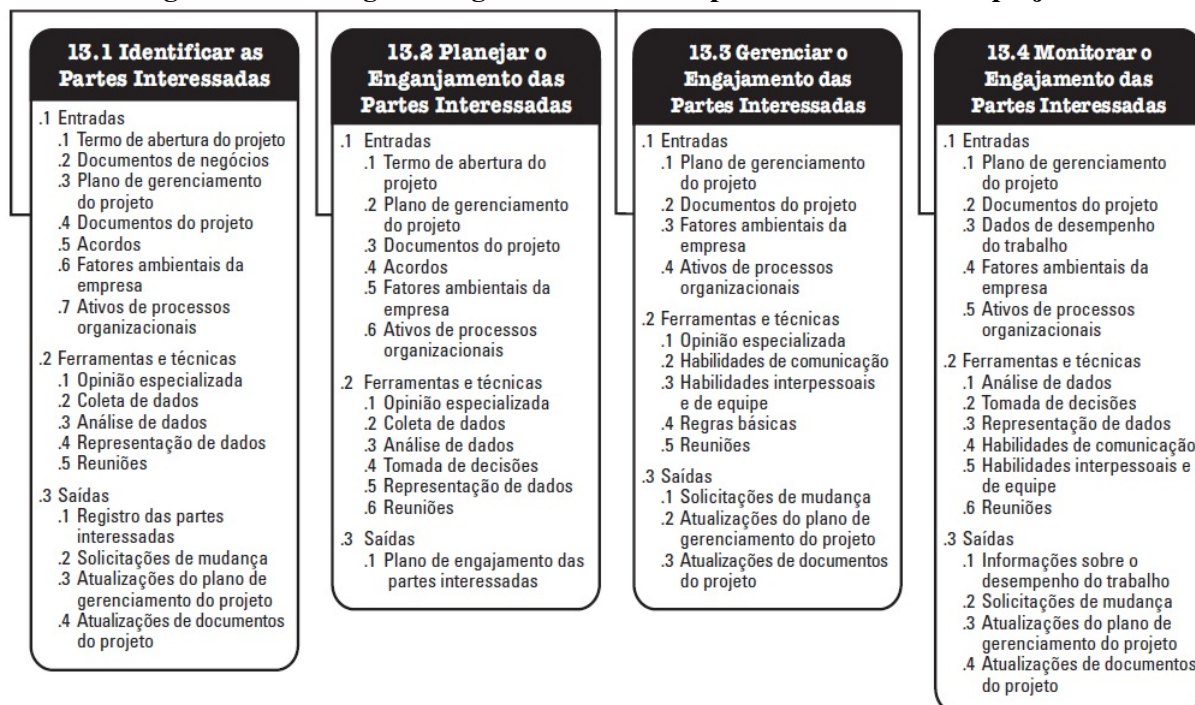 13.1 Identificar as
Partes Interessadas
.1 Entradas
.1 Termo de abertura do projeto
.2 Documentos de negócios
.3 Plano de gerenciamento
do projeto
.4 Documentos do projeto
.5 Acordos
.6 Fatores ambientais da
empresa
.7 Ativos de processos
organizacionais
.2 Ferramentas e técnicas
.1 Opinião especializada
.2 Coleta de dados
.3 Análise de dados
.4 Representação de dados
.5 Reuniões
.3 Saídas
.1 Registro das partes
interessadas
.2 Solicitações de mudança
.3 Atualizações do plano de
gerenciamento do projeto
.4 Atualizações de documentos
do projeto
13.2 Planejar o
Enganjamento das
Partes Interessadas
.1 Entradas
.1 Termo de abertura do
projeto
.2 Plano de gerenciamento
do projeto
.3 Documentos do projeto
.4 Acordos
.5 Fatores ambientais da
empresa
.6 Ativos de processos
organizacionais
.2 Ferramentas e técnicas
.1 Opinião especializada
.2 Coleta de dados
.3 Análise de dados
.4 Tomada de decisões
.5 Representação de dados
.6 Reuniões
.3 Saídas
.1 Plano de engajamento das
partes interessadas
13.3 Gerenciar o
Engajamento das
Partes Interessadas
.1 Entradas
.1 Plano de gerenciamento
do projeto
.2 Documentos do projeto
.3 Fatores ambientais da
empresa
.4 Ativos de processos
organizacionais
.2 Ferramentas e técnicas
.1 Opinião especializada
.2 Habilidades de comunicação
.3 Habilidades interpessoais
e de equipe
.4 Regras básicas
.5 Reuniões
.3 Saídas
.1 Solicitações de mudança
.2 Atualizações do plano de
gerenciamento do projeto
.3 Atualizações de documentos
do projeto
13.4 Monitorar o
Engajamento das
Partes Interessadas
.1 Entradas
.1 Plano de gerenciamento
do projeto
.2 Documentos do projeto
.3 Dados de desempenho
do trabalho
.4 Fatores ambientais da
empresa
.5 Ativos de processos
organizacionais
.2 Ferramentas e técnicas
.1 Análise de dados
.2 Tomada de decisões
.3 Representação de dados
.4 Habilidades de comunicação
.5 Habilidades interpessoais e
de equipe
.6 Reuniões
.3 Saídas
.1 Informações sobre o
desempenho do trabalho
.2 Solicitações de mudança
.3 Atualizações do plano de
gerenciamento do projeto
.4 Atualizações de documentos
do projeto